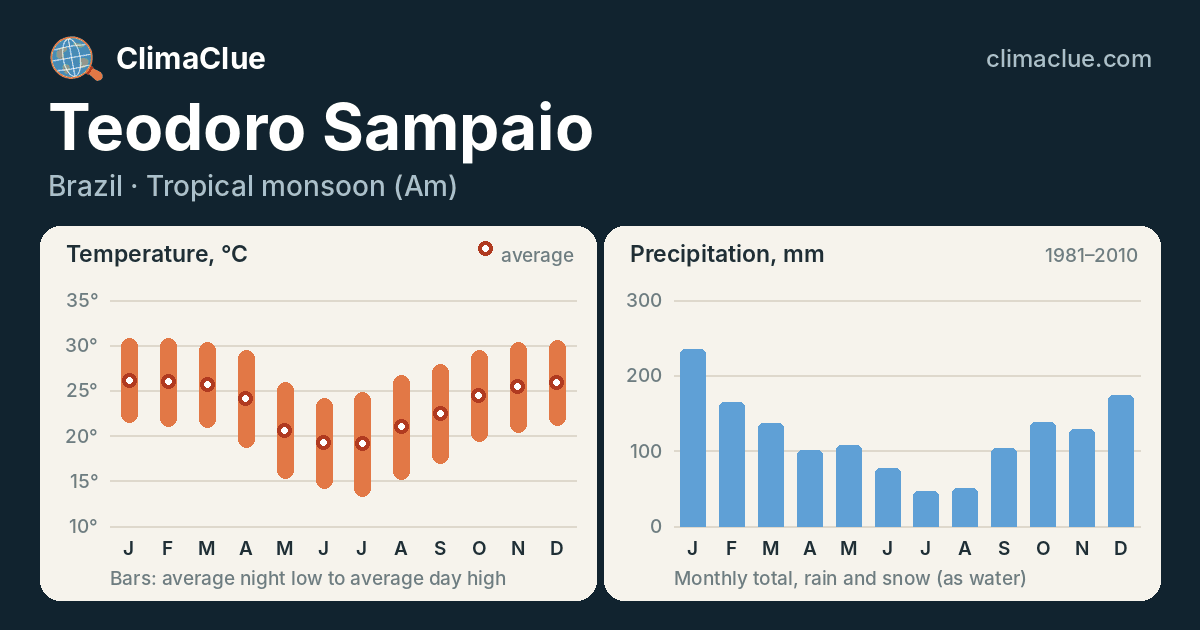 ClimaClue
climaclue.com
Teodoro Sampaio
Brazil · Tropical monsoon (Am)
Temperature, °C
average
35°
30°
25°
20°
15°
10°
J F M A M J J A S O N D
Bars: average night low to average day high
Precipitation, mm
1981–2010
300
200
100
0
J F M A M J J A S O N D
Monthly total, rain and snow (as water)